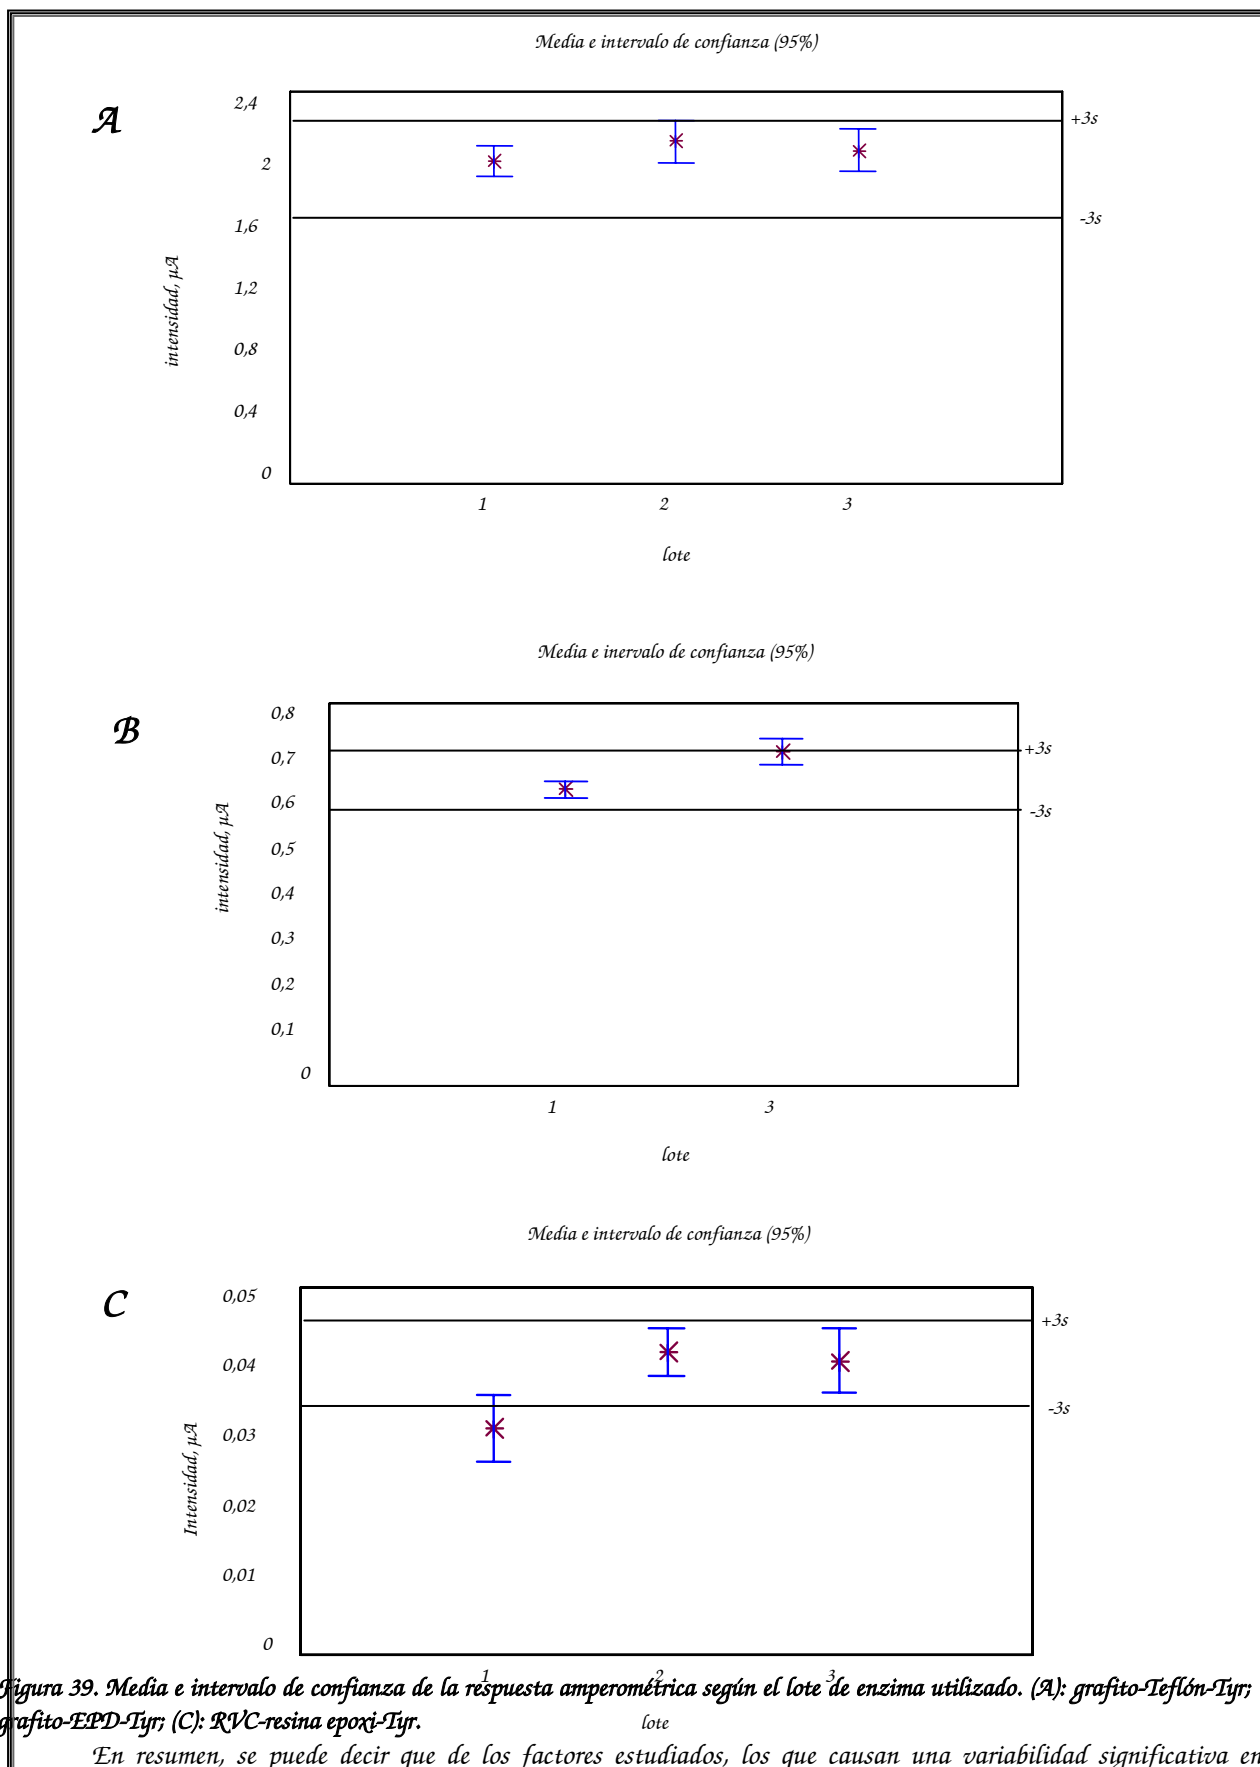 Media e intervalo de confianza (95%)
A
2,4
+3s
2
1,6
-3s
1,2
intensidad, µA
0,8
0,4
0
1 2 3
lote
Media e inervalo de confianza (95%)
B
0,8
0,7
+3s
0,6
-3s
intensidad, µA
0,5
0,4
0,3
0,2
0,1
0
1 3
lote
Media e intervalo de confianza (95%)
C
0,05
+3s
0,04
-3s
0,03
Intensidad, µA
0,02
0,01
0
1 2 3
Figura 39. Media e intervalo de confianza de la respuesta amperométrica según el lote de enzima utilizado. (A): grafito-Teflón-Tyr;
grafito-EPD-Tyr; (C): RVC-resina epoxi-Tyr.
lote
En resumen, se puede decir que de los factores estudiados, los que causan una variabilidad significativa en